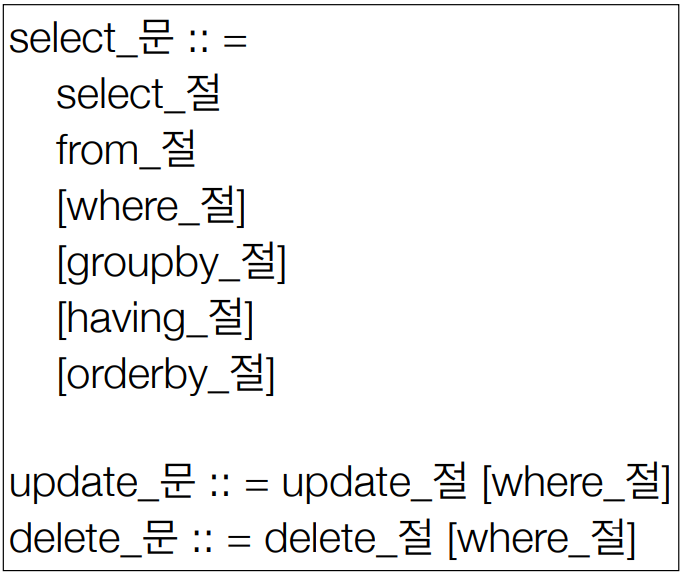 select_문 :: =
select_절
from_절
[where_절]
[groupby_절]
[having_절]
[orderby_절]
update_문 :: = update_절 [where_절]
delete_문 :: = delete_절 [where_절]